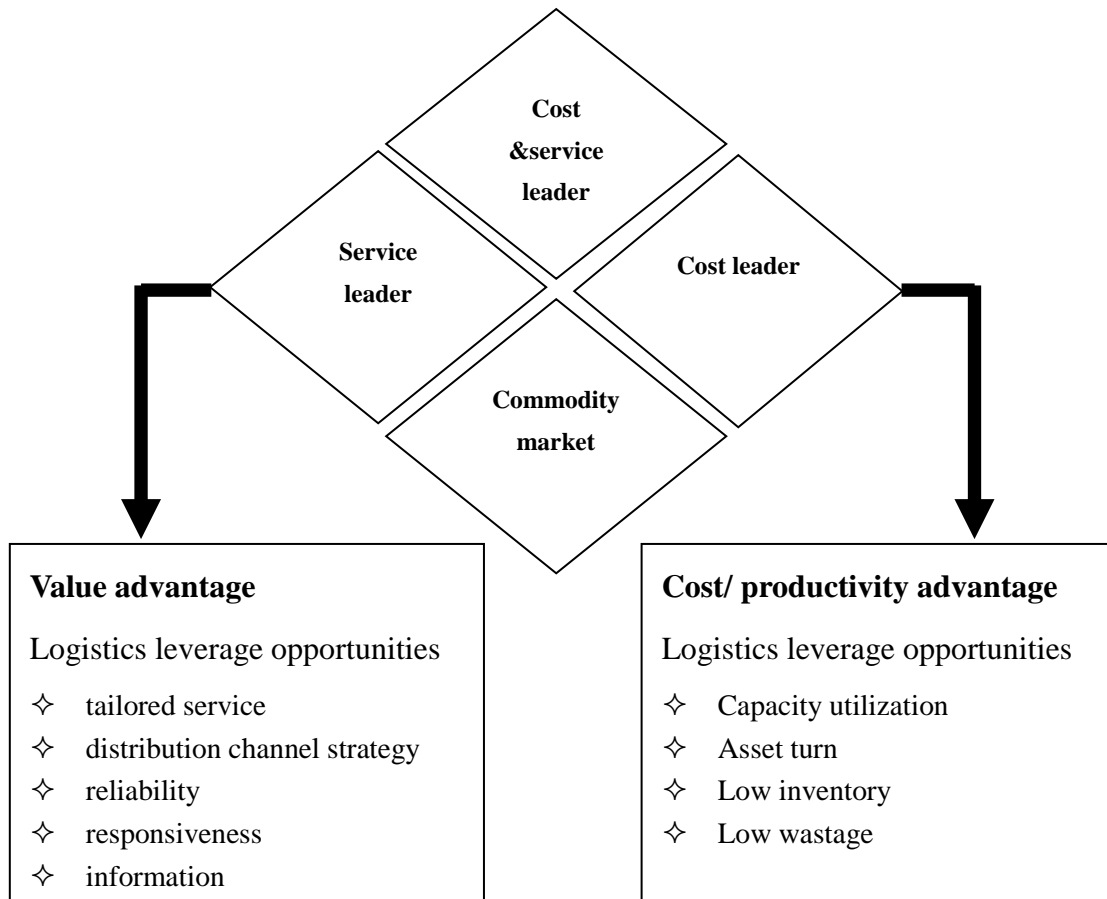 Cost
&service
leader
Service
leader
Cost leader
Commodity
market
Value advantage
Logistics leverage opportunities
✧ tailored service
✧ distribution channel strategy
✧ reliability
✧ responsiveness
✧ information
Cost/ productivity advantage
Logistics leverage opportunities
✧ Capacity utilization
✧ Asset turn
✧ Low inventory
✧ Low wastage